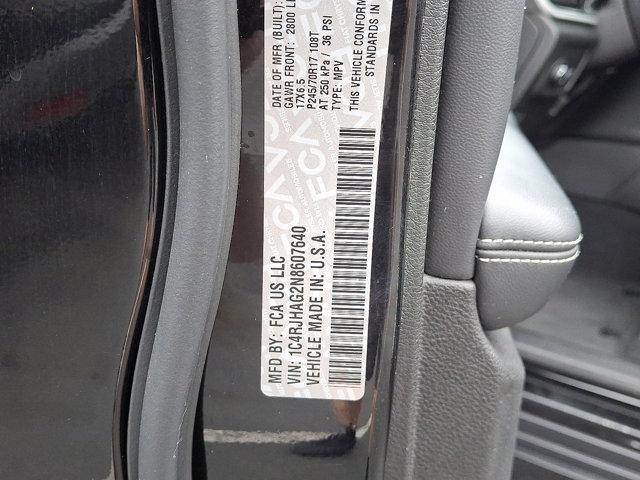 MFD BY: FCA US LLC
VIN: 1C4RJHAG2N8607640
VEHICLE MADE IN: U.S.A.
DATE OF MFR (BUILT):
GAWR FRONT: 2800
17X6.5
P245/70R17 108T
AT 250 kPa / 36 PSI
TYPE: MPV
THIS VEHICLE CONFORM
STANDARDS IN